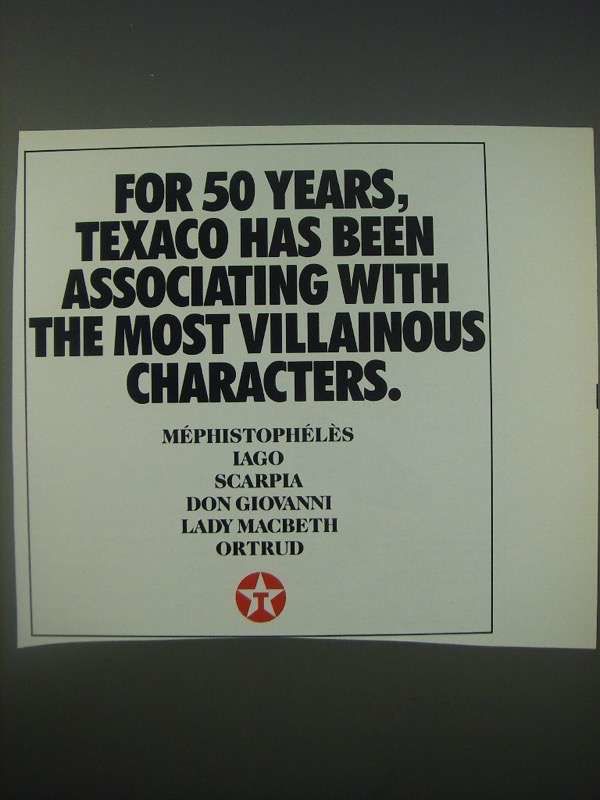 FOR 50 YEARS,
TEXACO HAS BEEN
ASSOCIATING WITH
THE MOST VILLAINOUS
CHARACTERS.
MÉPHISTOPHÉLÈS
IAGO
SCARPIA
DON GIOVANNI
LADY MACBETH
ORTRUD
T